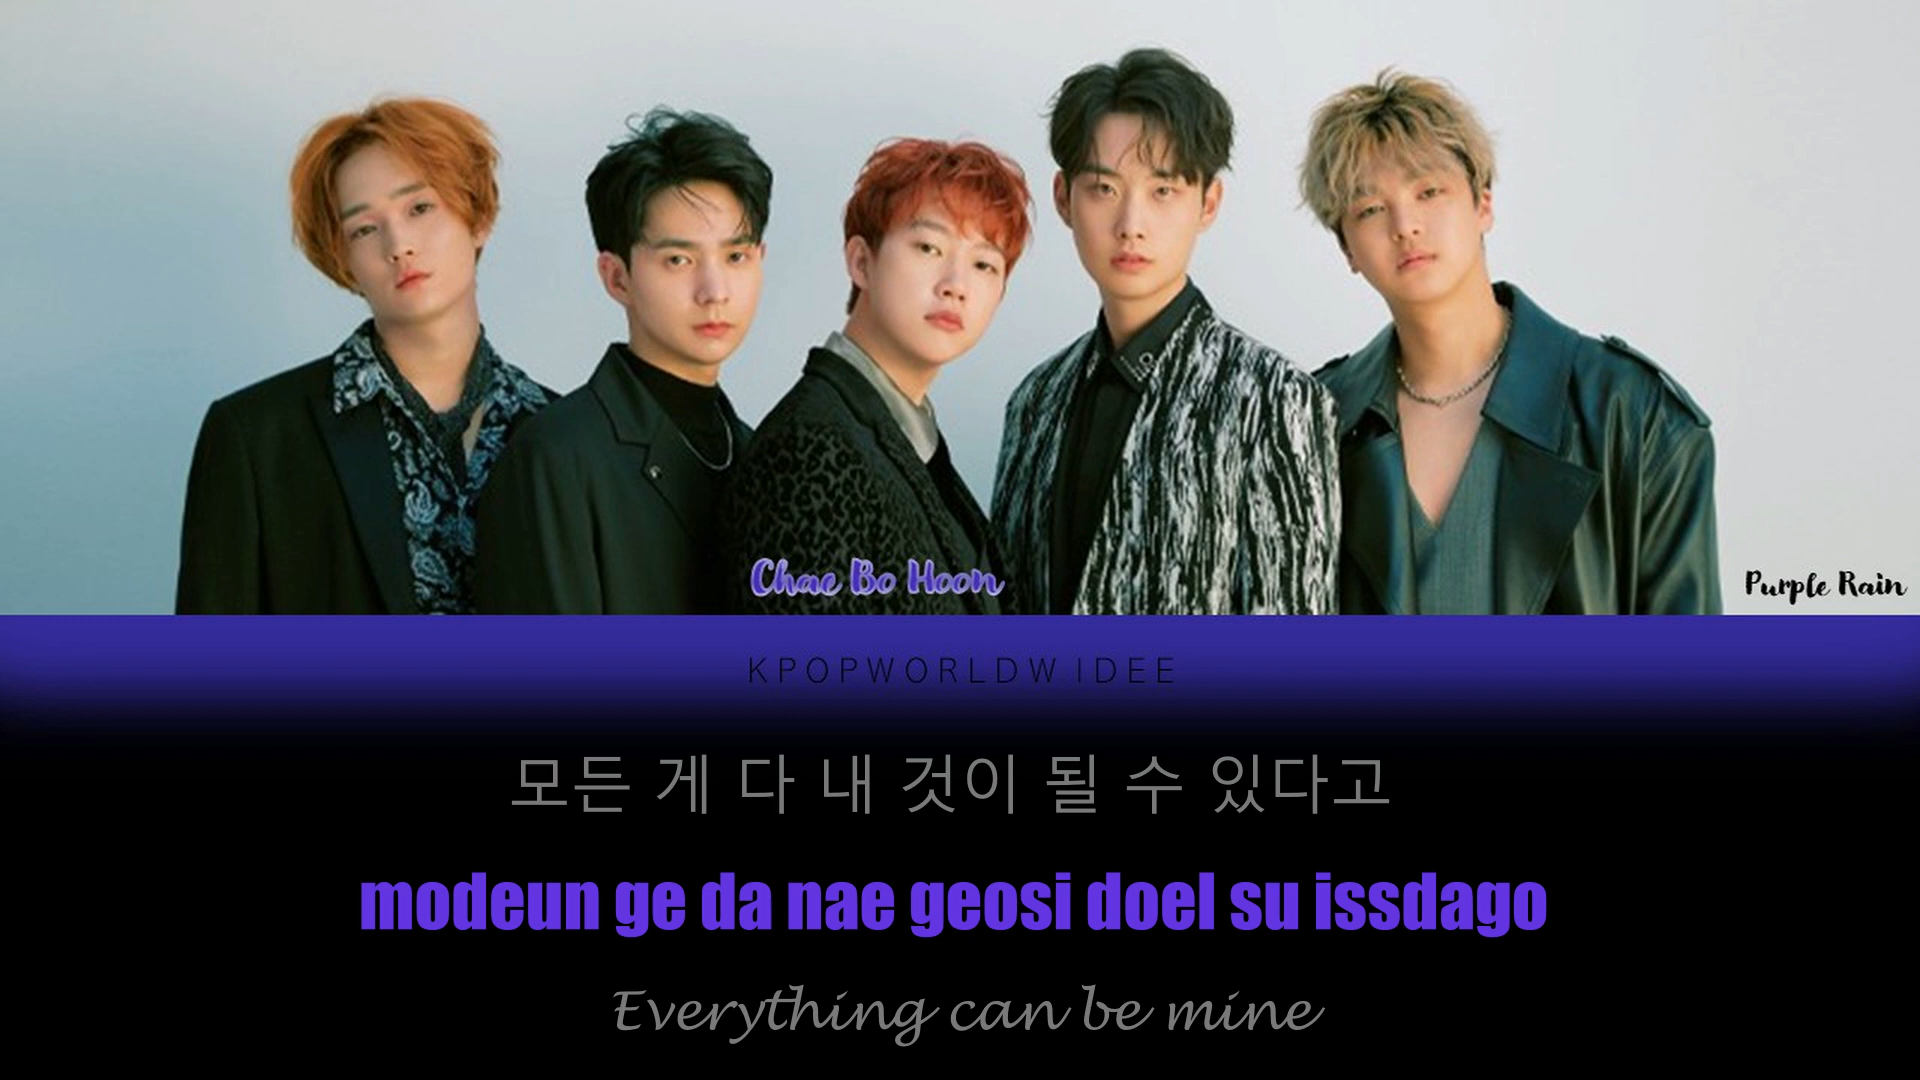 Chae Bo Hoon
Purple Rain
KPOPWORLDWIDEE
모든 게 다 내 것이 될 수 있다고
modeun ge da nae geosi doel su issdago
Everything can be mine